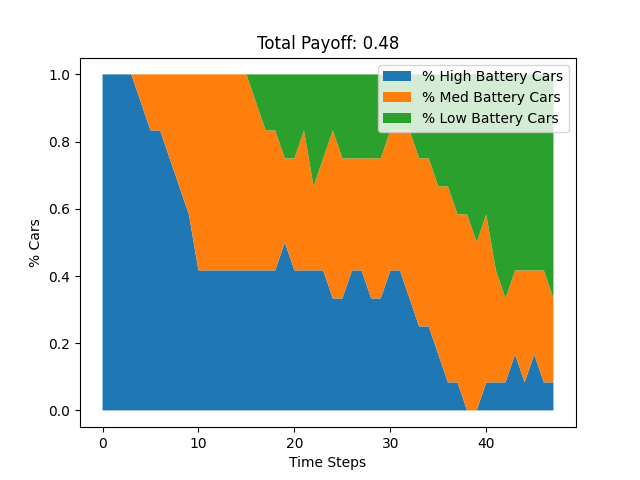 Total Payoff: 0.48
% High Battery Cars
% Med Battery Cars
% Low Battery Cars
1.0
0.8
0.6
0.4
0.2
0.0
% Cars
0
10
20
30
40
Time Steps